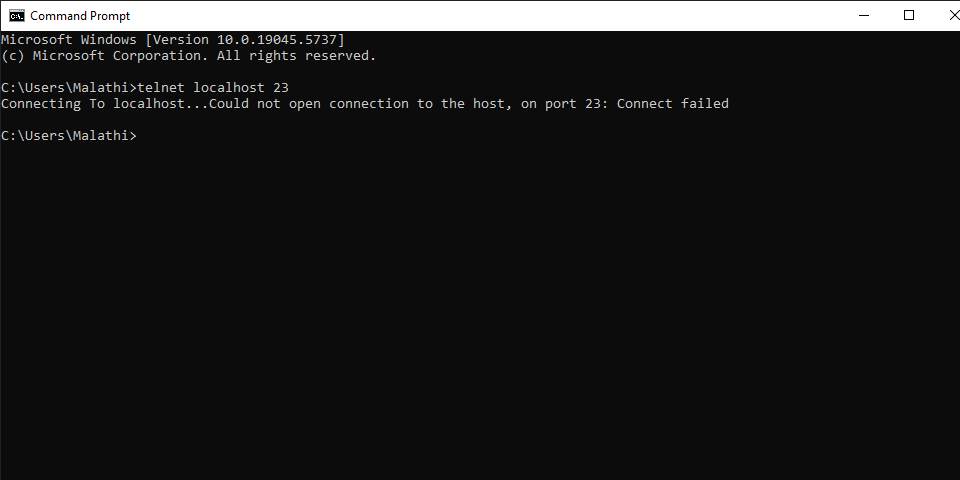 Command Prompt
Microsoft Windows [Version 10.0.19045.5737]
(c) Microsoft Corporation. All rights reserved.
C:\Users\Malathi>telnet localhost 23
Connecting To localhost...Could not open connection to the host, on port 23: Connect failed
C:\Users\Malathi>